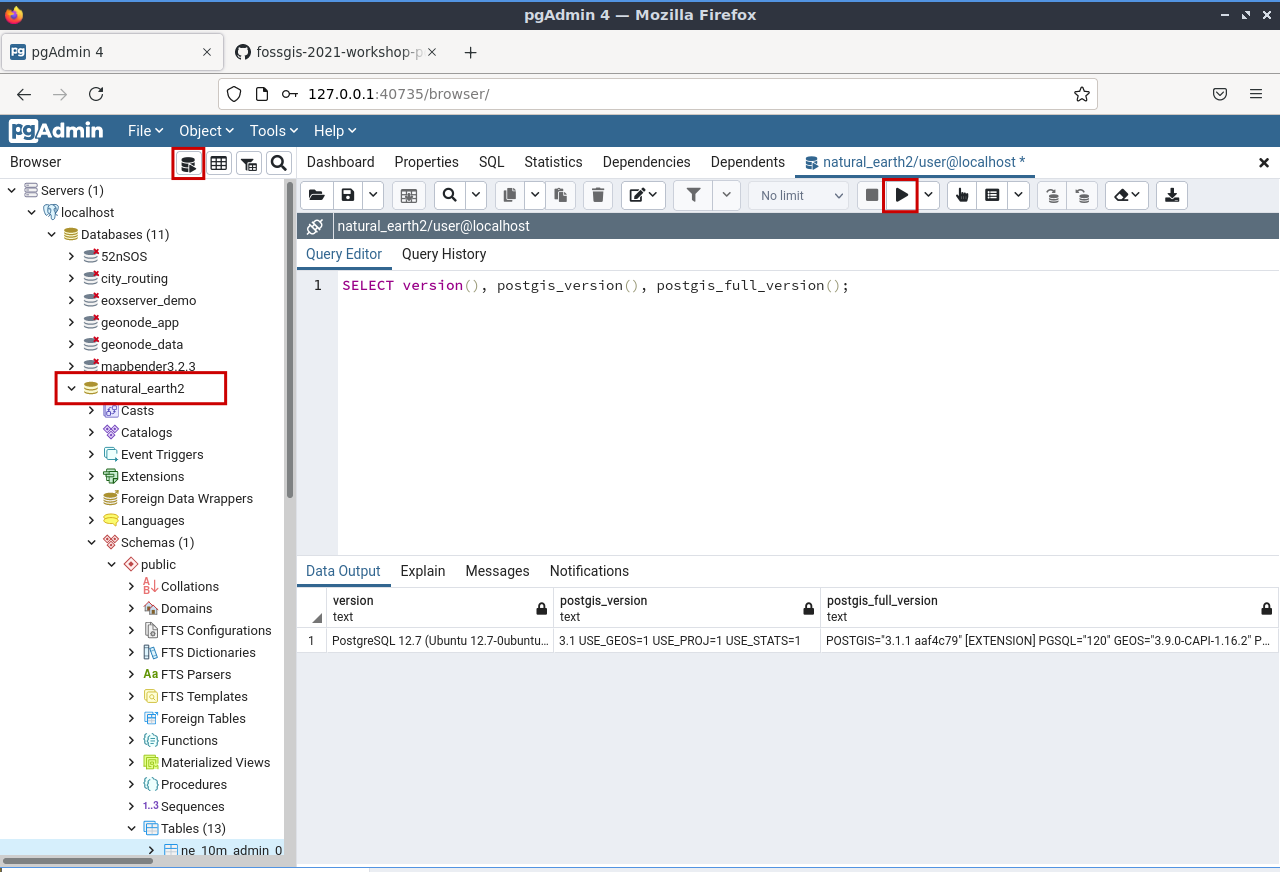 pgAdmin 4 — Mozilla Firefox
pgAdmin 4
fossgis-2021-workshop-p
127.0.0.1:40735/browser/
pgAdmin File Object Tools Help
Browser
Dashboard Properties SQL Statistics Dependencies Dependents natural_earth2/user@localhost *
No limit
natural_earth2/user@localhost
Query Editor Query History
1 SELECT version(), postgis_version(), postgis_full_version();
Servers (1)
localhost
Databases (11)
52nSOS
city_routing
eoxserver_demo
geonode_app
geonode_data
mapbender3.2.3
natural_earth2
Casts
Catalogs
Event Triggers
Extensions
Foreign Data Wrappers
Languages
Schemas (1)
public
Collations
Domains
FTS Configurations
FTS Dictionaries
FTS Parsers
FTS Templates
Foreign Tables
Functions
Materialized Views
Procedures
Sequences
Tables (13)
ne_10m_admin_0
Data Output Explain Messages Notifications
version postgis_version postgis_full_version
text text text
1 PostgreSQL 12.7 (Ubuntu 12.7-0ubuntu... 3.1 USE_GEOS=1 USE_PROJ=1 USE_STATS=1 POSTGIS="3.1.1 aaf4c79" [EXTENSION] PGSQL="120" GEOS="3.9.0-CAPI-1.16.2" P...